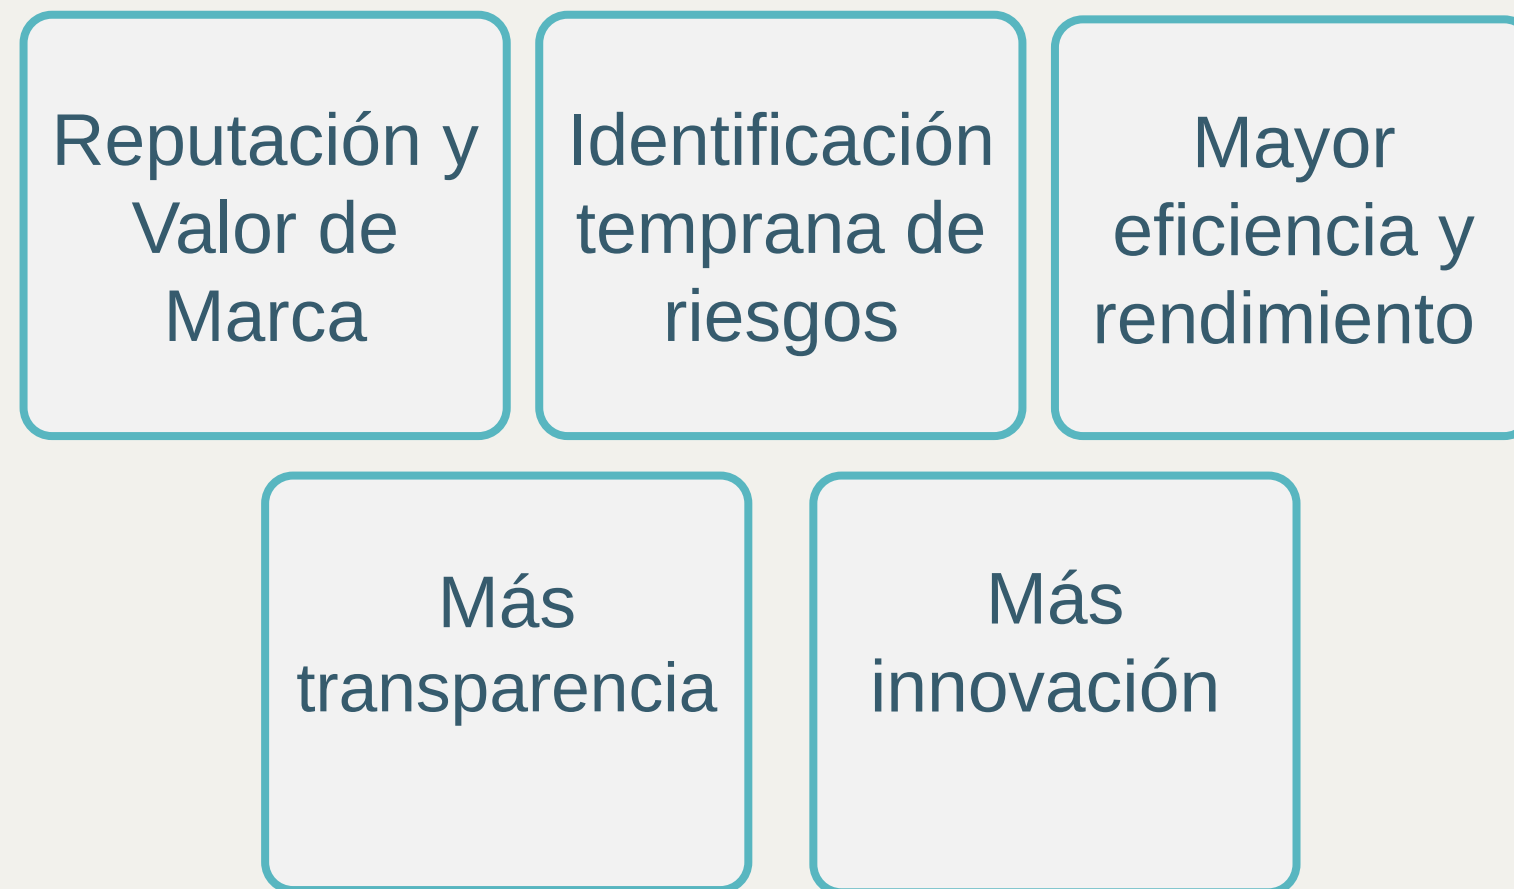 Reputación y
Valor de
Marca
Identificación
temprana de
riesgos
Mayor
eficiencia y
rendimiento
Más
transparencia
Más
innovación